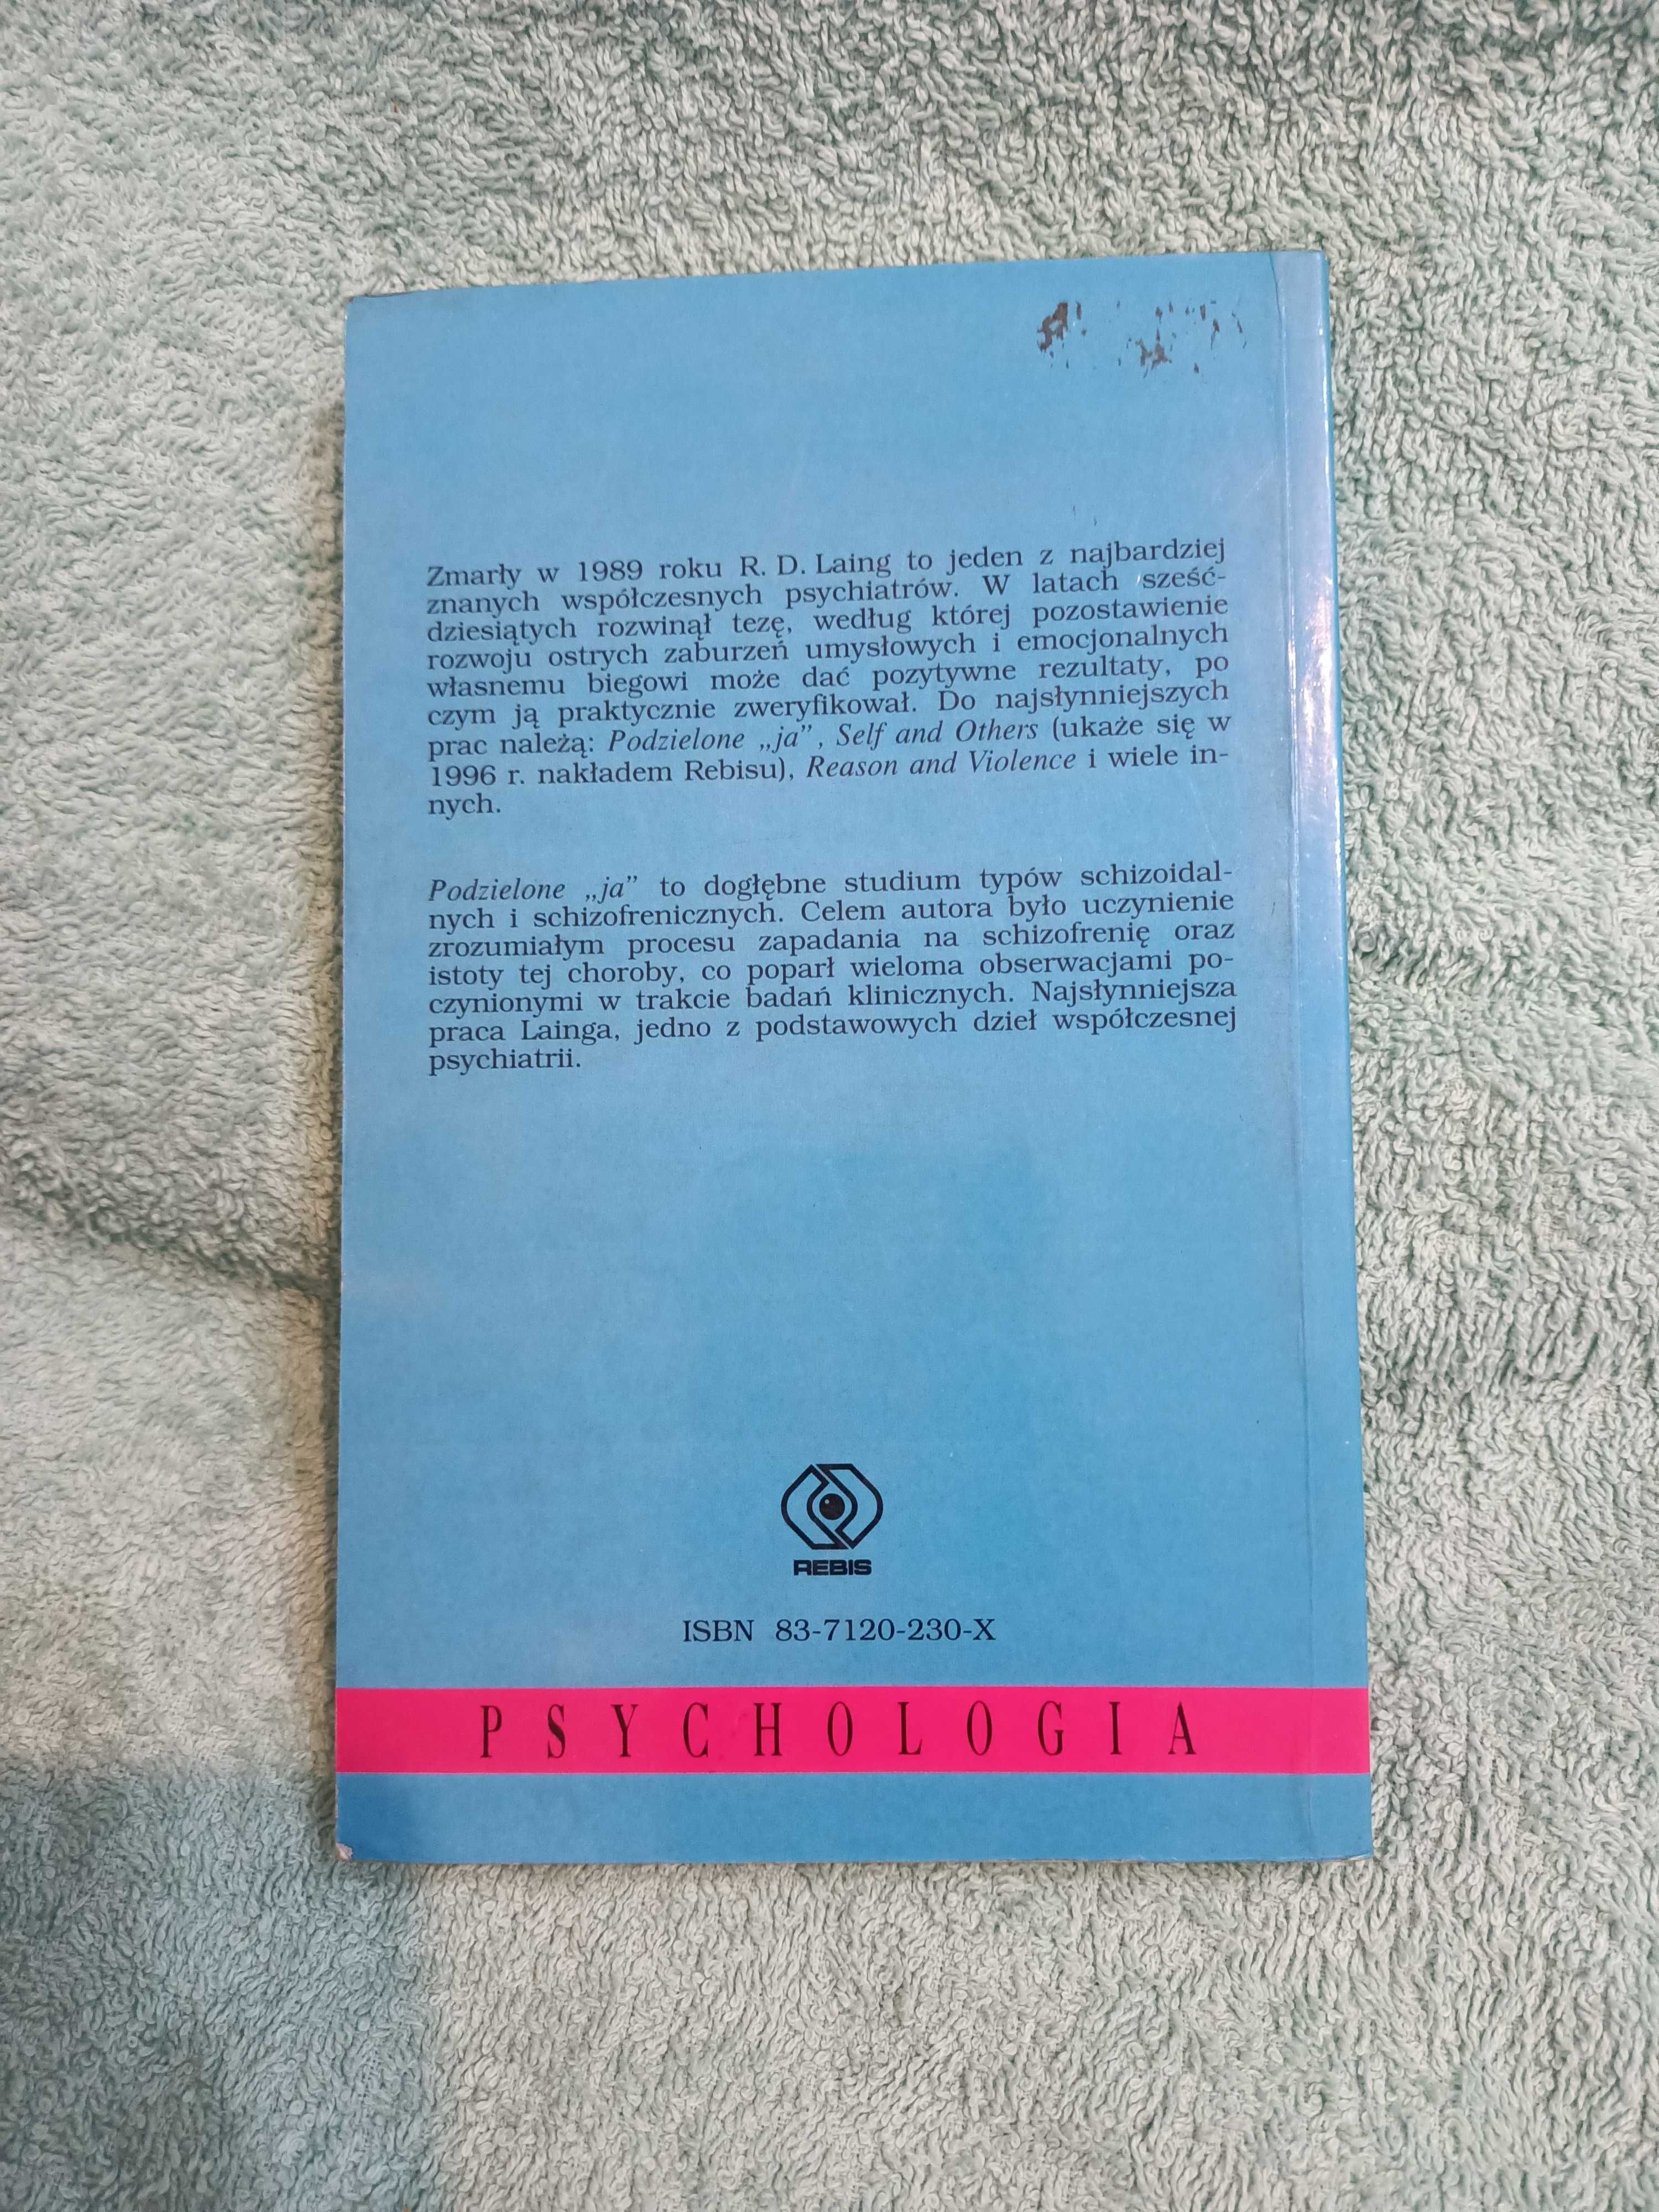 Zmarły w 1989 roku R. D. Laing to jeden z najbardziej
znanych współczesnych psychiatrów. W latach sześć-
dziesiątych rozwinął tezę, według której pozostawienie
rozwoju ostrych zaburzeń umysłowych i emocjonalnych
własnemu biegowi może dać pozytywne rezultaty, po
czym ją praktycznie zweryfikował. Do najsłynniejszych
prac należą: Podzielone „ja”, Self and Others (ukaże się w
1996 r. nakładem Rebisu), Reason and Violence i wiele in-
nych.
Podzielone „ja” to dogłębne studium typów schizoidal-
nych i schizofrenicznych. Celem autora było uczynienie
zrozumiałym procesu zapadania na schizofrenię oraz
istoty tej choroby, co poparł wieloma obserwacjami po-
czynionymi w trakcie badań klinicznych. Najsłynniejsza
praca Lainga, jedno z podstawowych dzieł współczesnej
psychiatrii.
REBIS
ISBN 83-7120-230-X
PSYCHOLOGIA